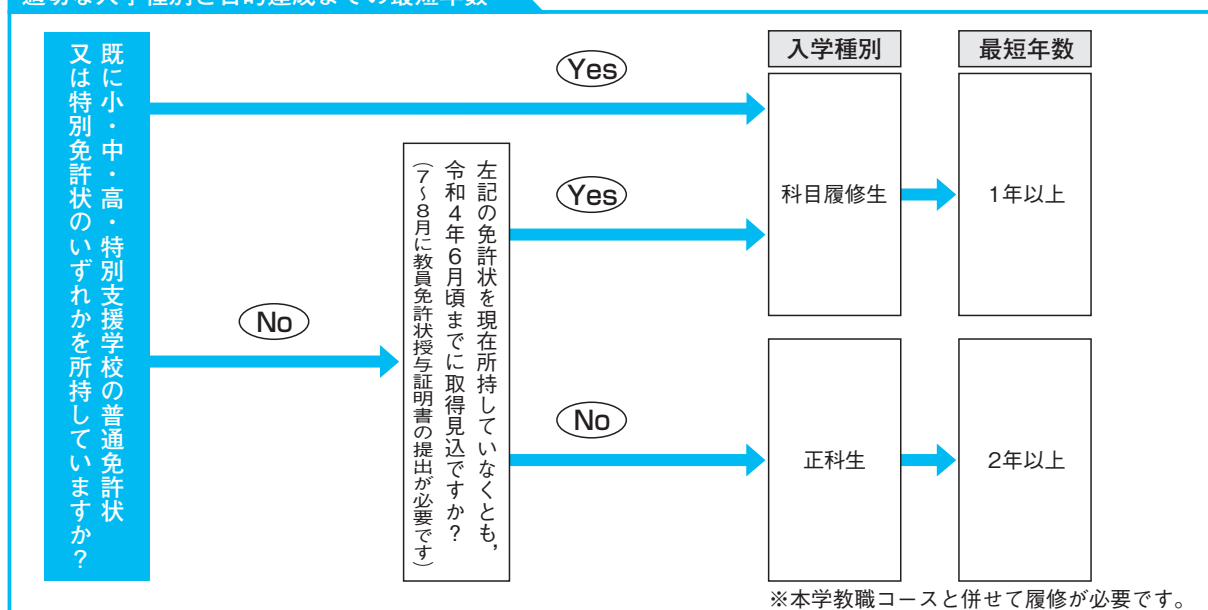 適切な入学種別と目的達成までの最短年数
既に小・中・高・特別支援学校の普通免許状
又は特別免許状のいずれかを所持していますか？
Yes
No
左記の免許状を現在所持していなくとも，
令和４年６月頃までに取得見込ですか？
（７～８月に教員免許状授与証明書の提出が必要です）
Yes
No
入学種別
最短年数
科目履修生
1年以上
正科生
2年以上
※本学教職コースと併せて履修が必要です。